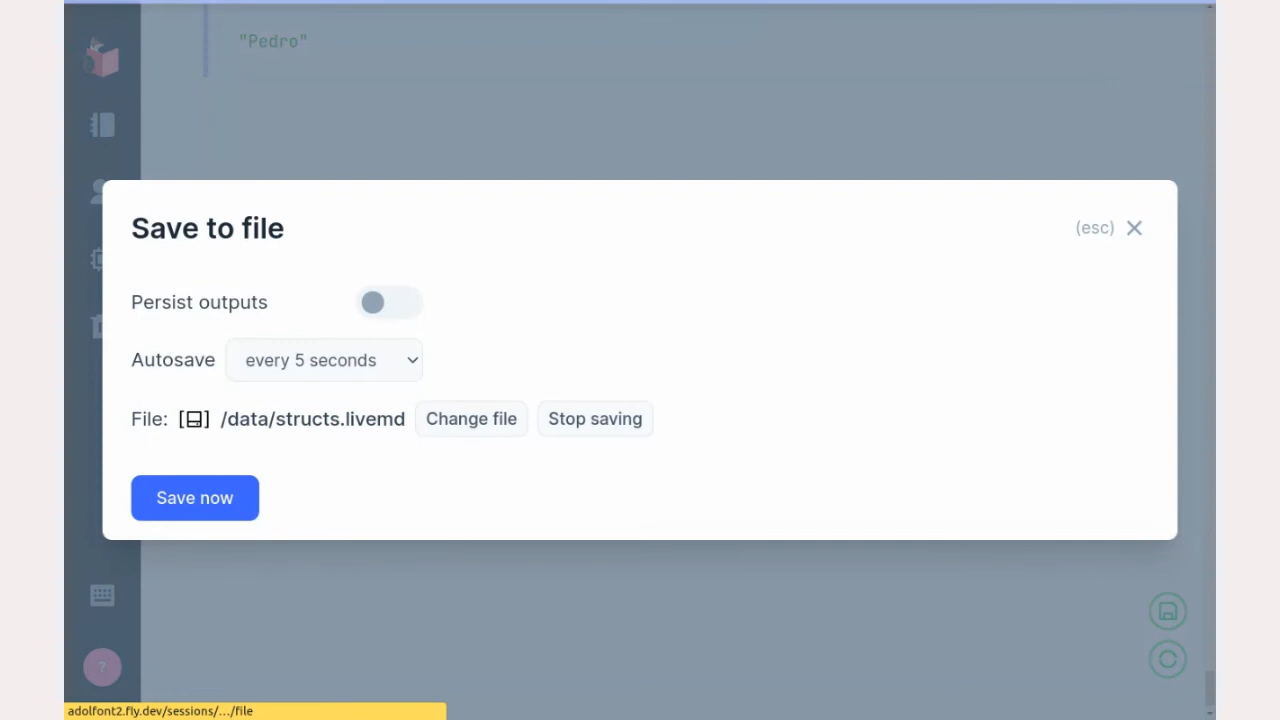 "Pedro"
Save to file
(esc)
Persist outputs
Autosave every 5 seconds
File: /data/structs.livemd Change file Stop saving
Save now
?
adolfont2.fly.dev/sessions/.../file